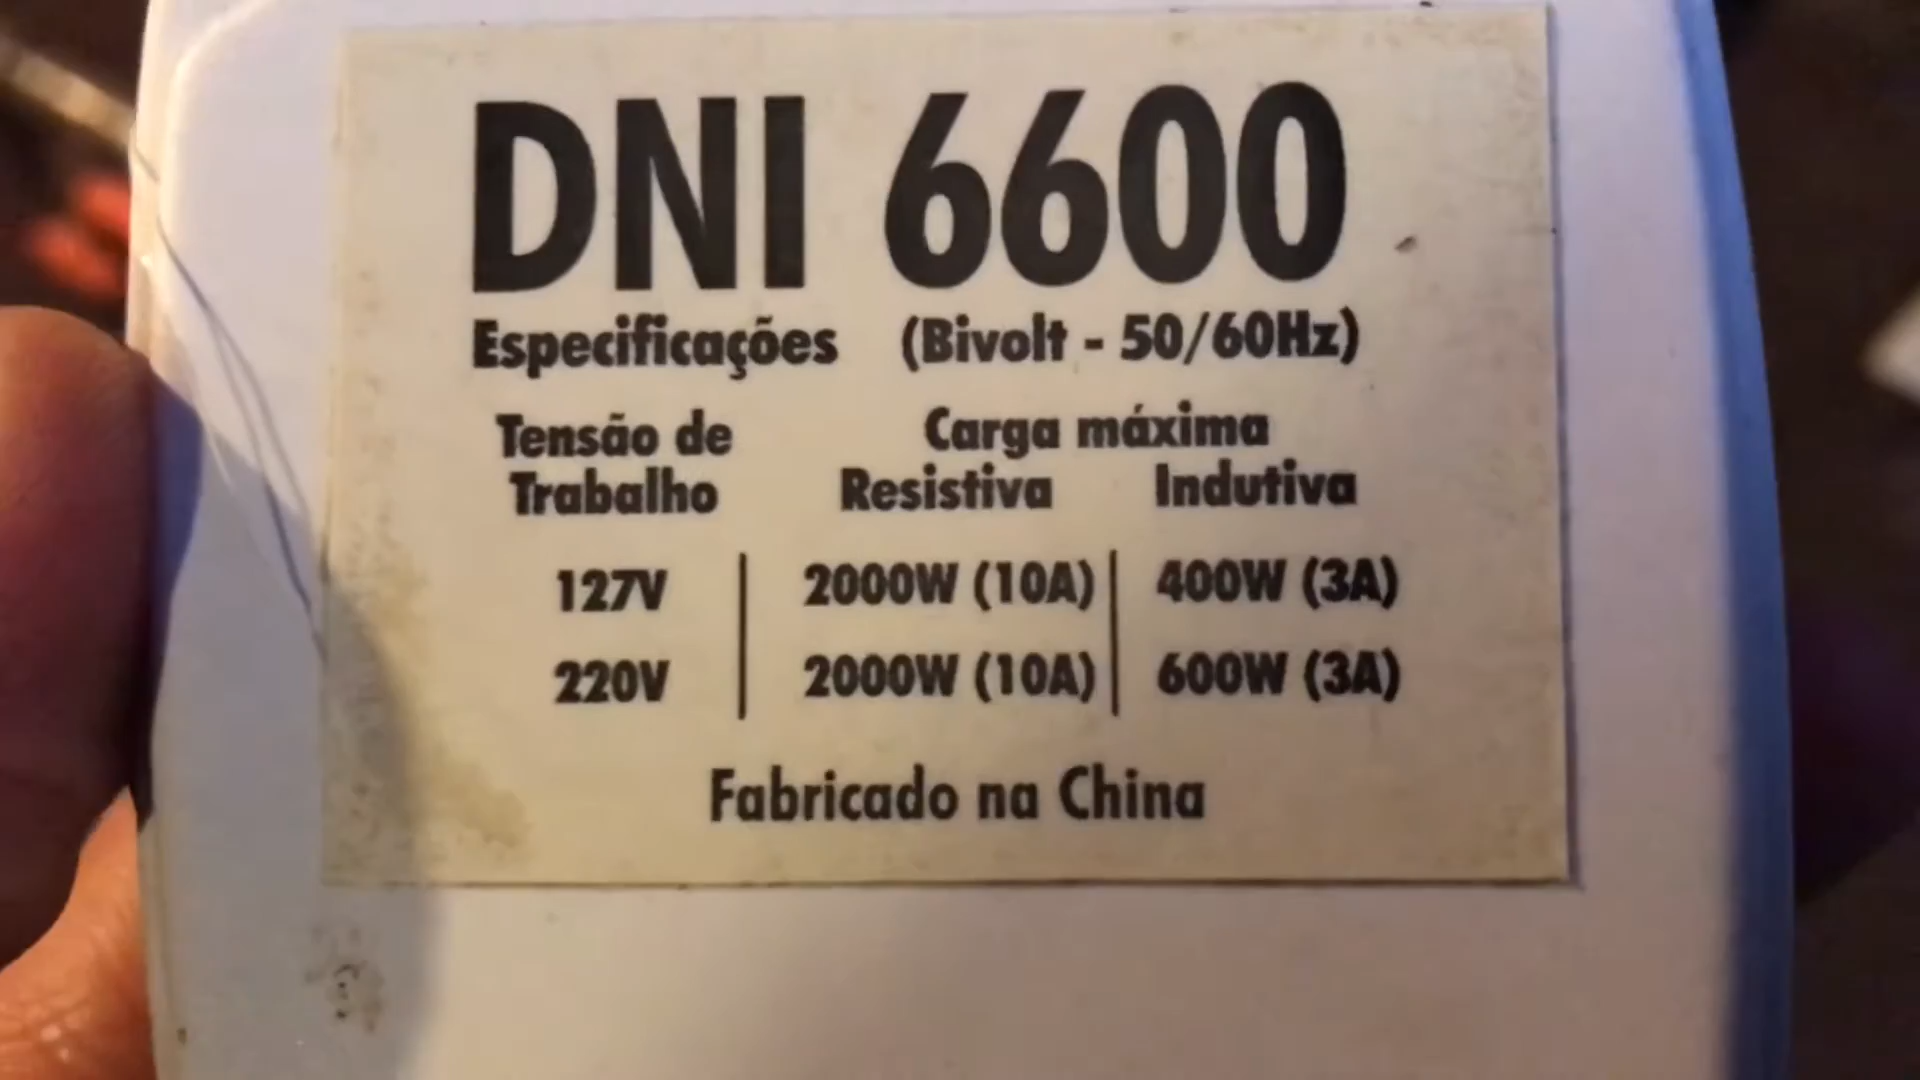 DNI 6600
Especificações (Bivolt - 50/60Hz)
Tensão de Trabalho
Carga máxima
Resistiva Indutiva
127V 2000W (10A) 400W (3A)
220V 2000W (10A) 600W (3A)
Fabricado na China